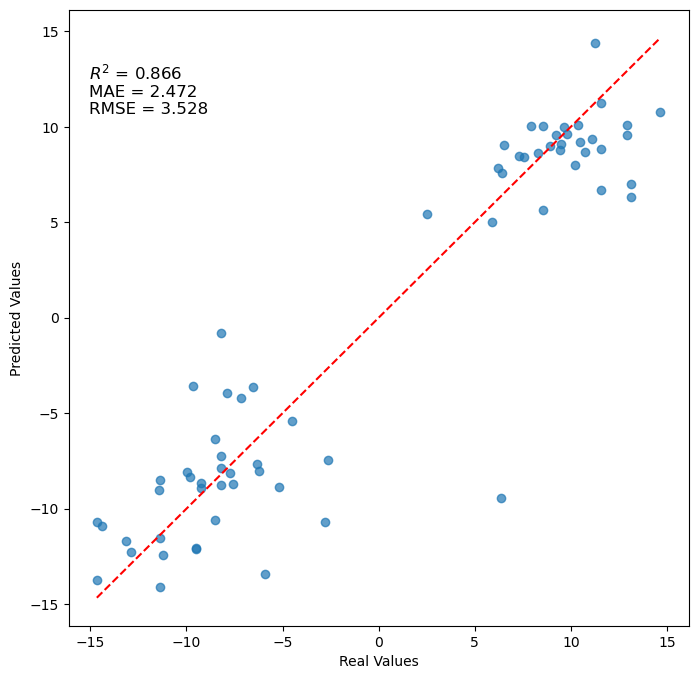 R² = 0.866
MAE = 2.472
RMSE = 3.528
Predicted Values
15
10
5
0
−5
−10
−15
−15
−10
−5
0
5
10
15
Real Values